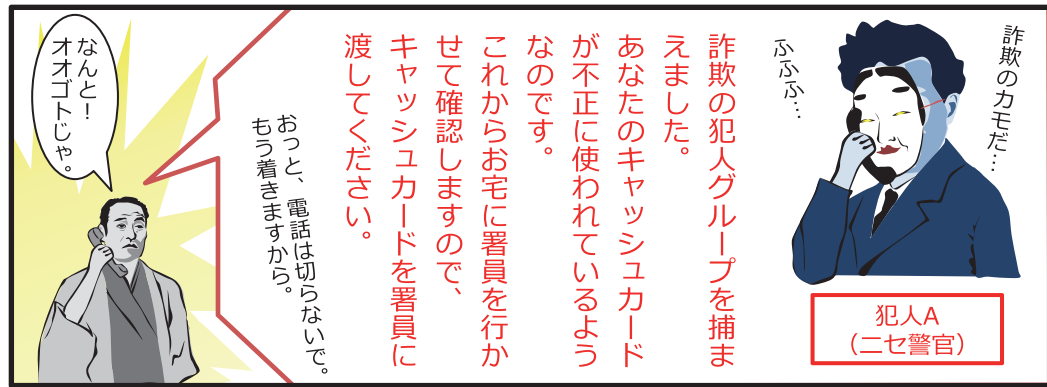 詐欺のカモだ…
ふふふ…
犯人A
（ニセ警官）
詐欺の犯人グループを捕ま
えました。
あなたのキャッシュカード
が不正に使われているよう
なのです。
これからお宅に署員を行か
せて確認しますので、
キャッシュカードを署員に
渡してください。
おっと、電話は切らないで。
もう着きますから。
なんと！
オオゴトじゃ。